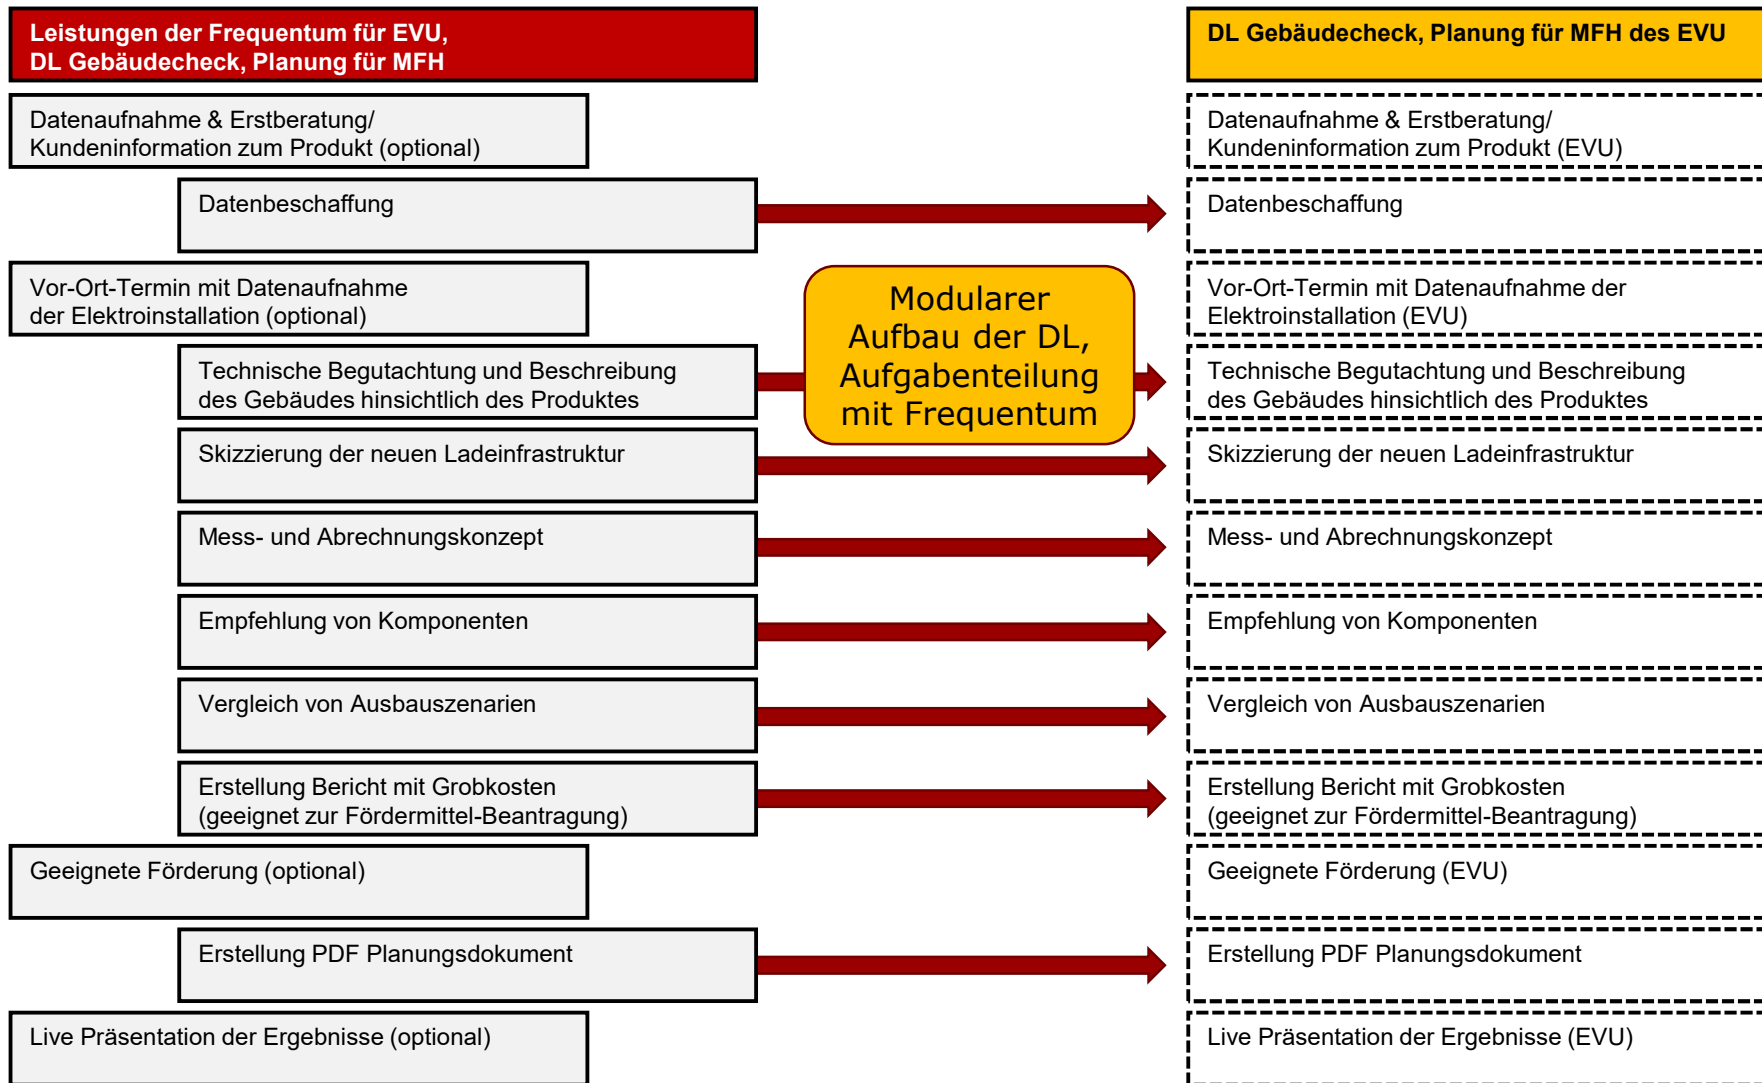 Leistungen der Frequentum für EVU,
DL Gebäudecheck, Planung für MFH
Datenaufnahme & Erstberatung/
Kundeninformation zum Produkt (optional)
Datenbeschaffung
Vor-Ort-Termin mit Datenaufnahme
der Elektroinstallation (optional)
Technische Begutachtung und Beschreibung
des Gebäudes hinsichtlich des Produktes
Skizzierung der neuen Ladeinfrastruktur
Mess- und Abrechnungskonzept
Empfehlung von Komponenten
Vergleich von Ausbauszenarien
Erstellung Bericht mit Grobkosten
(geeignet zur Fördermittel-Beantragung)
Geeignete Förderung (optional)
Erstellung PDF Planungsdokument
Live Präsentation der Ergebnisse (optional)
Modularer
Aufbau der DL,
Aufgabenteilung
mit Frequentum
DL Gebäudecheck, Planung für MFH des EVU
Datenaufnahme & Erstberatung/
Kundeninformation zum Produkt (EVU)
Datenbeschaffung
Vor-Ort-Termin mit Datenaufnahme der
Elektroinstallation (EVU)
Technische Begutachtung und Beschreibung
des Gebäudes hinsichtlich des Produktes
Skizzierung der neuen Ladeinfrastruktur
Mess- und Abrechnungskonzept
Empfehlung von Komponenten
Vergleich von Ausbauszenarien
Erstellung Bericht mit Grobkosten
(geeignet zur Fördermittel-Beantragung)
Geeignete Förderung (EVU)
Erstellung PDF Planungsdokument
Live Präsentation der Ergebnisse (EVU)